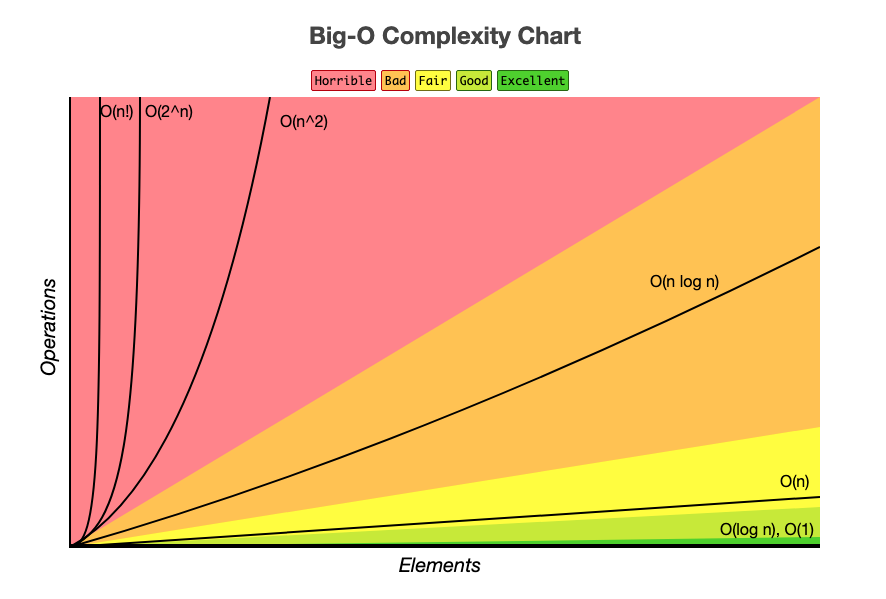 Big-O Complexity Chart
Horrible Bad Fair Good Excellent
O(n!) O(2^n)
O(n^2)
O(n log n)
O(n)
O(log n), O(1)
Operations
Elements